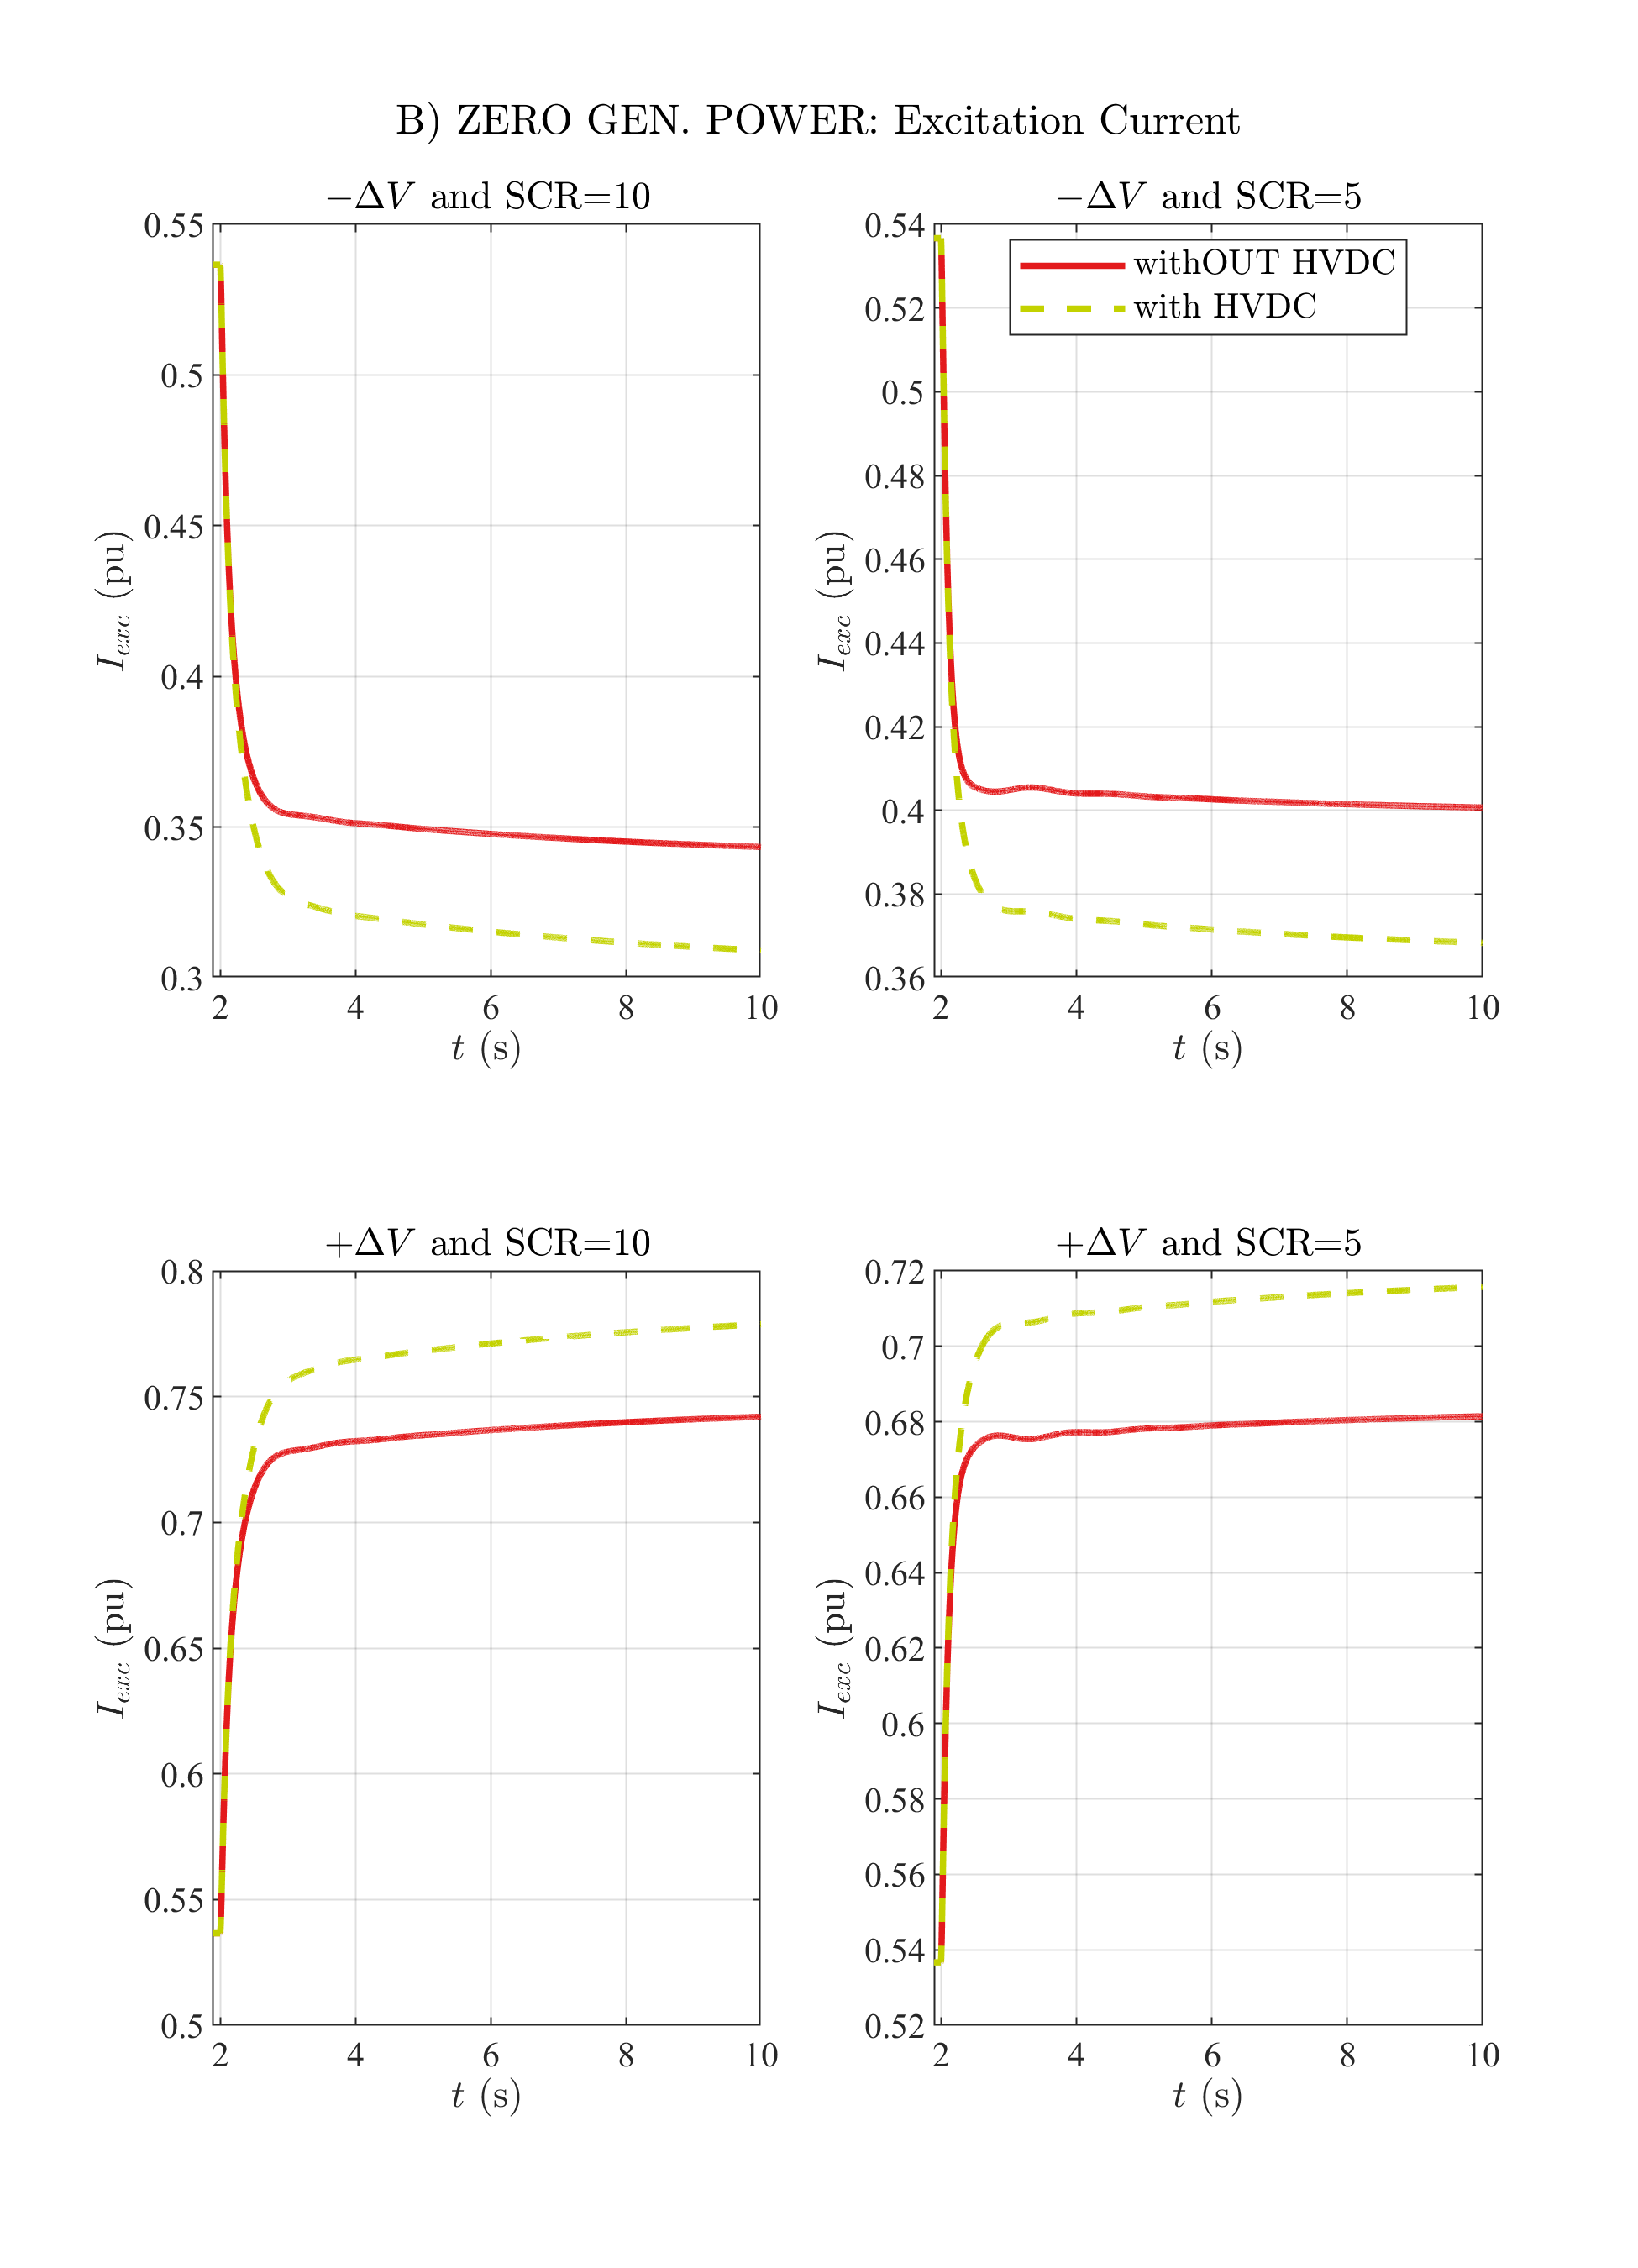 B) ZERO GEN. POWER: Excitation Current
−ΔV and SCR=10
0.55
0.5
0.45
0.4
0.35
0.3
I_exc (pu)
2 4 6 8 10
t (s)
−ΔV and SCR=5
withOUT HVDC
with HVDC
0.54
0.52
0.5
0.48
0.46
0.44
0.42
0.4
0.38
0.36
I_exc (pu)
2 4 6 8 10
t (s)
+ΔV and SCR=10
0.8
0.75
0.7
0.65
0.6
0.55
0.5
I_exc (pu)
2 4 6 8 10
t (s)
+ΔV and SCR=5
0.72
0.7
0.68
0.66
0.64
0.62
0.6
0.58
0.56
0.54
0.52
I_exc (pu)
2 4 6 8 10
t (s)